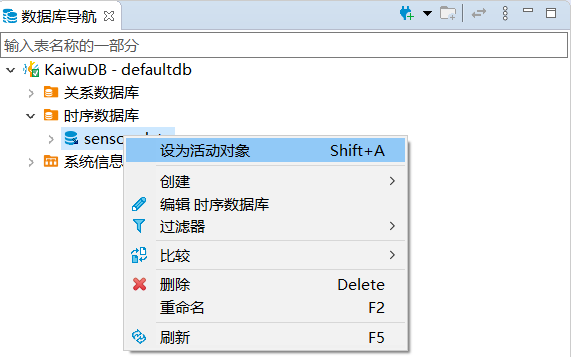 数据库导航
输入表名称的一部分
KaiwuDB - defaultdb
关系数据库
时序数据库
设为活动对象 Shift+A
系统信息
创建
编辑 时序数据库
过滤器
比较
删除 Delete
重命名 F2
刷新 F5